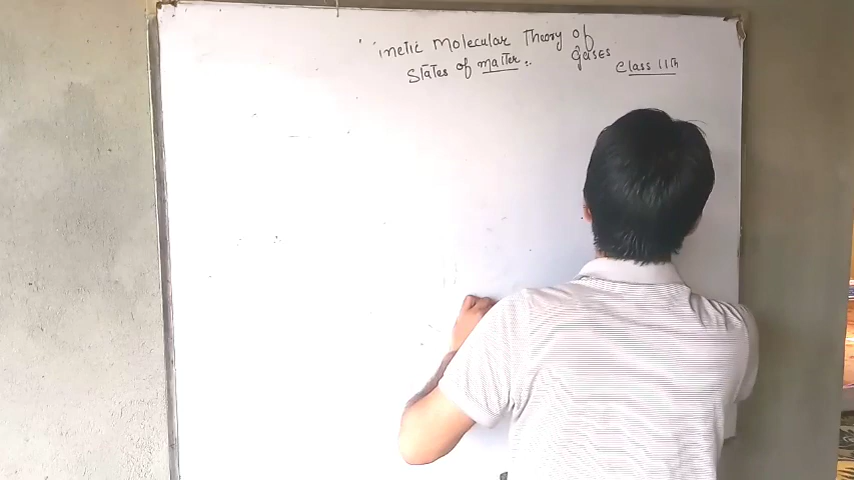 inetic Molecular Theory of gases
States of matter :.
Class 11th